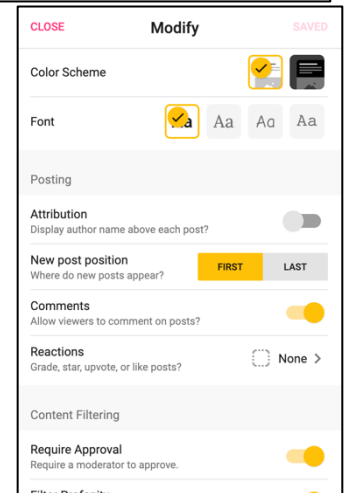 CLOSE Modify SAVED
Color Scheme
Font Aa Aa Aa
Posting
Attribution
Display author name above each post?
New post position FIRST LAST
Where do new posts appear?
Comments
Allow viewers to comment on posts?
Reactions None >
Grade, star, upvote, or like posts?
Content Filtering
Require Approval
Require a moderator to approve.